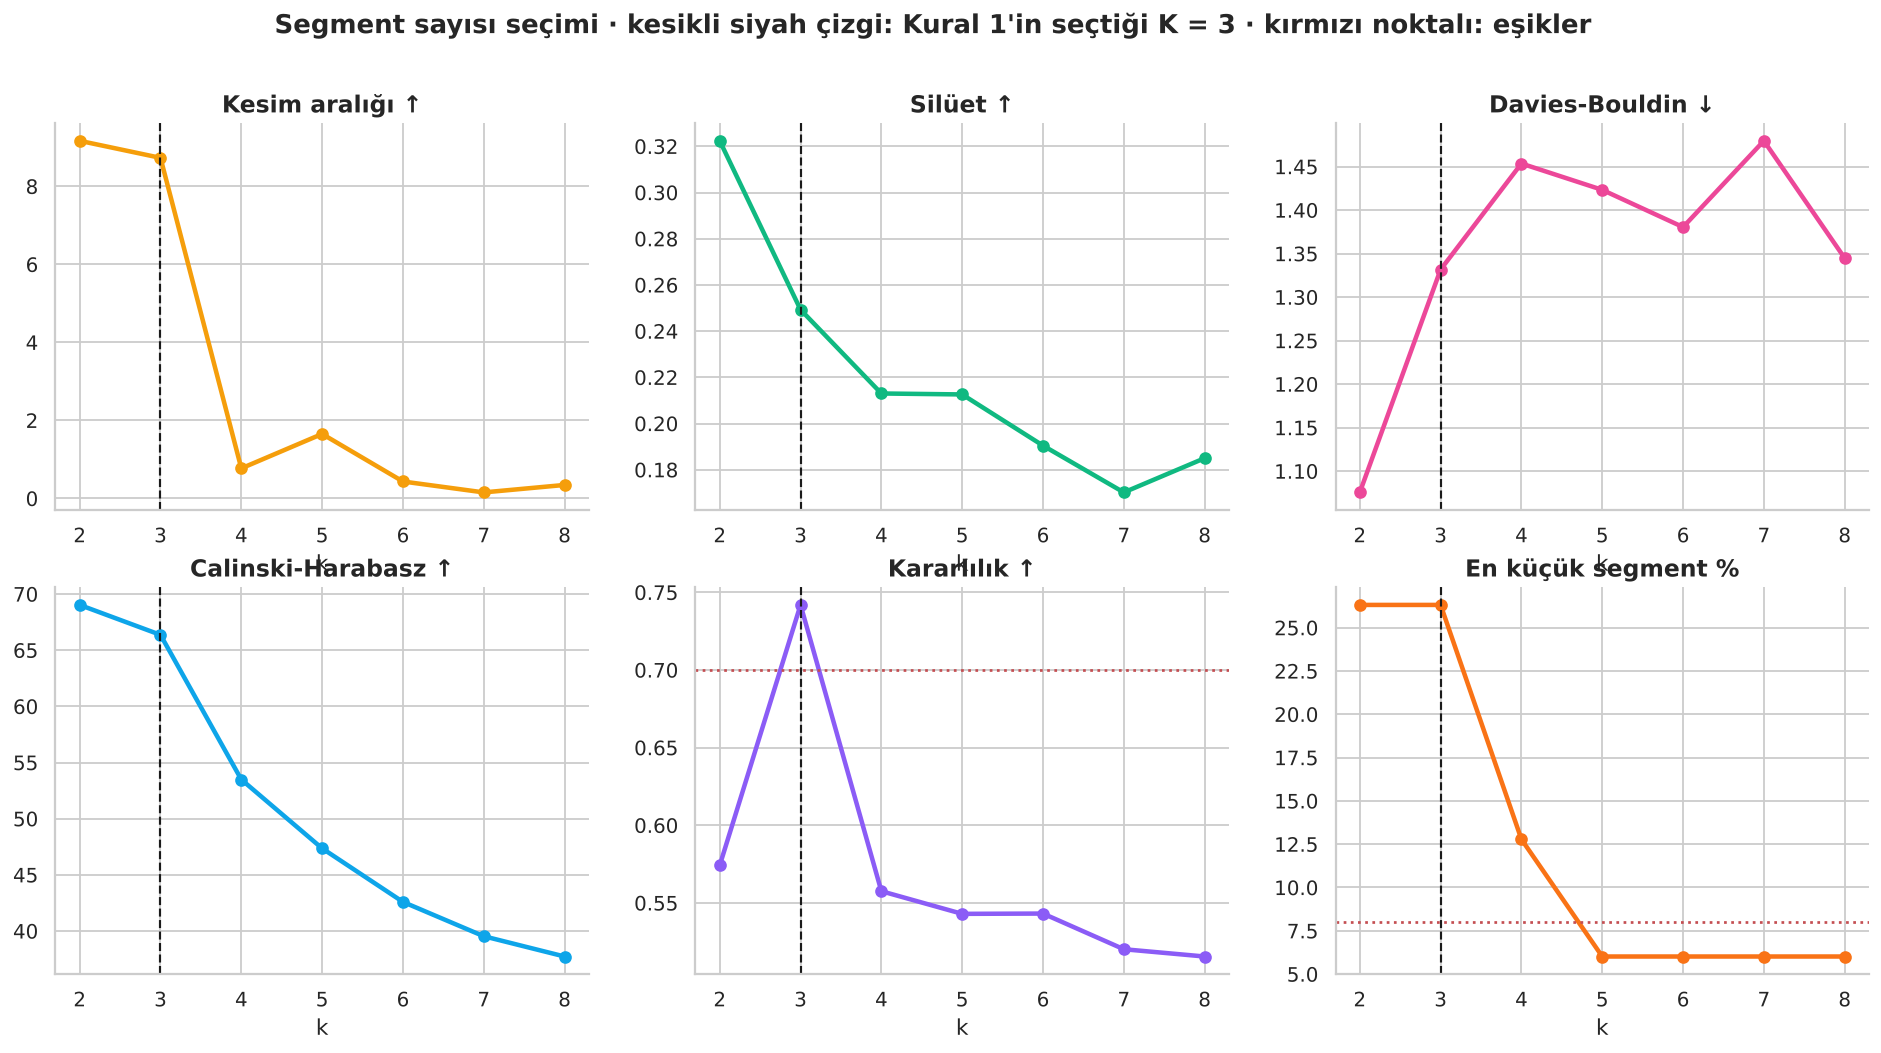 Segment sayısı seçimi · kesikli siyah çizgi: Kural 1'in seçtiği K = 3 · kırmızı noktalı: eşikler
Kesim aralığı ↑
8
6
4
2
0
2 3 4 5 6 7 8
k
Silüet ↑
0.32
0.30
0.28
0.26
0.24
0.22
0.20
0.18
2 3 4 5 6 7 8
k
Davies-Bouldin ↓
1.45
1.40
1.35
1.30
1.25
1.20
1.15
1.10
2 3 4 5 6 7 8
k
Calinski-Harabasz ↑
70
65
60
55
50
45
40
2 3 4 5 6 7 8
k
Kararlılık ↑
0.75
0.70
0.65
0.60
0.55
2 3 4 5 6 7 8
k
En küçük segment %
25.0
22.5
20.0
17.5
15.0
12.5
10.0
7.5
5.0
2 3 4 5 6 7 8
k